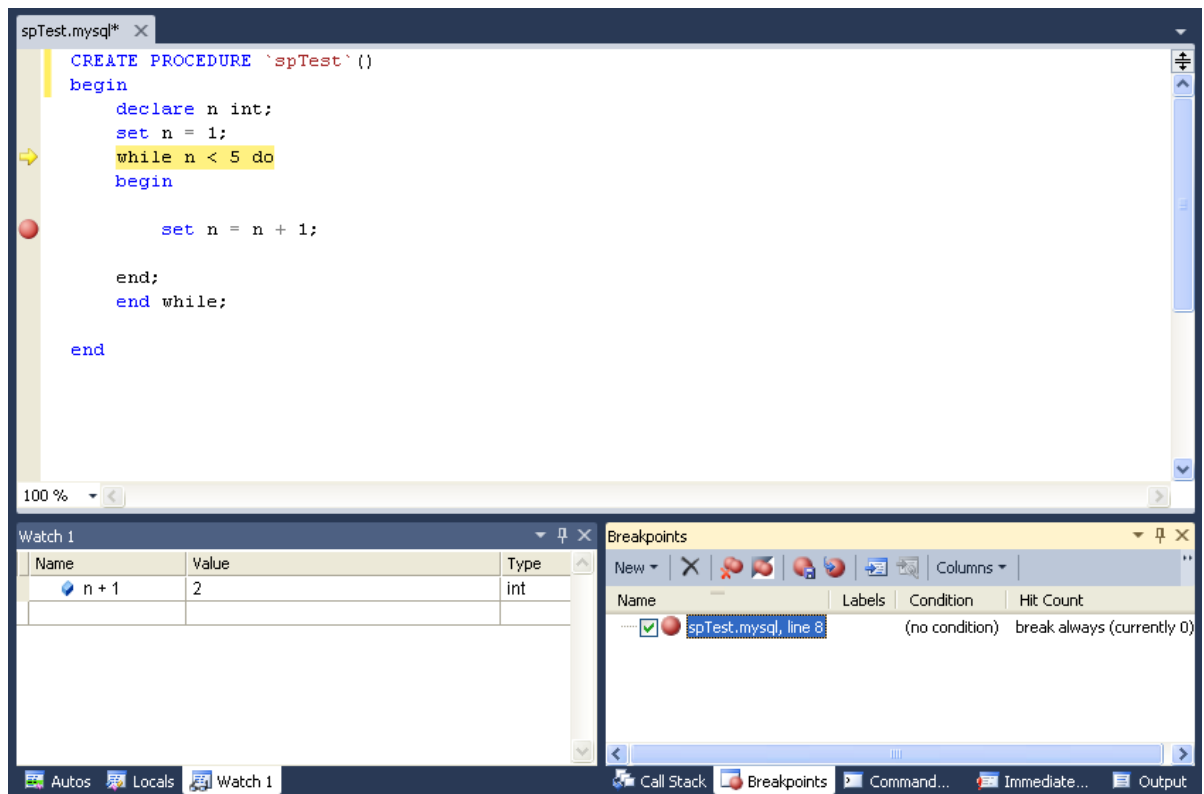 spTest.mysql*
CREATE PROCEDURE `spTest`()
begin
declare n int;
set n = 1;
while n < 5 do
begin
set n = n + 1;
end;
end while;
end
100 %
Watch 1
Name Value Type
n + 1 2 int
Autos Locals Watch 1
Breakpoints
New Columns
Name Labels Condition Hit Count
spTest.mysql, line 8 (no condition) break always (currently 0)
Call Stack Breakpoints Command... Immediate... Output